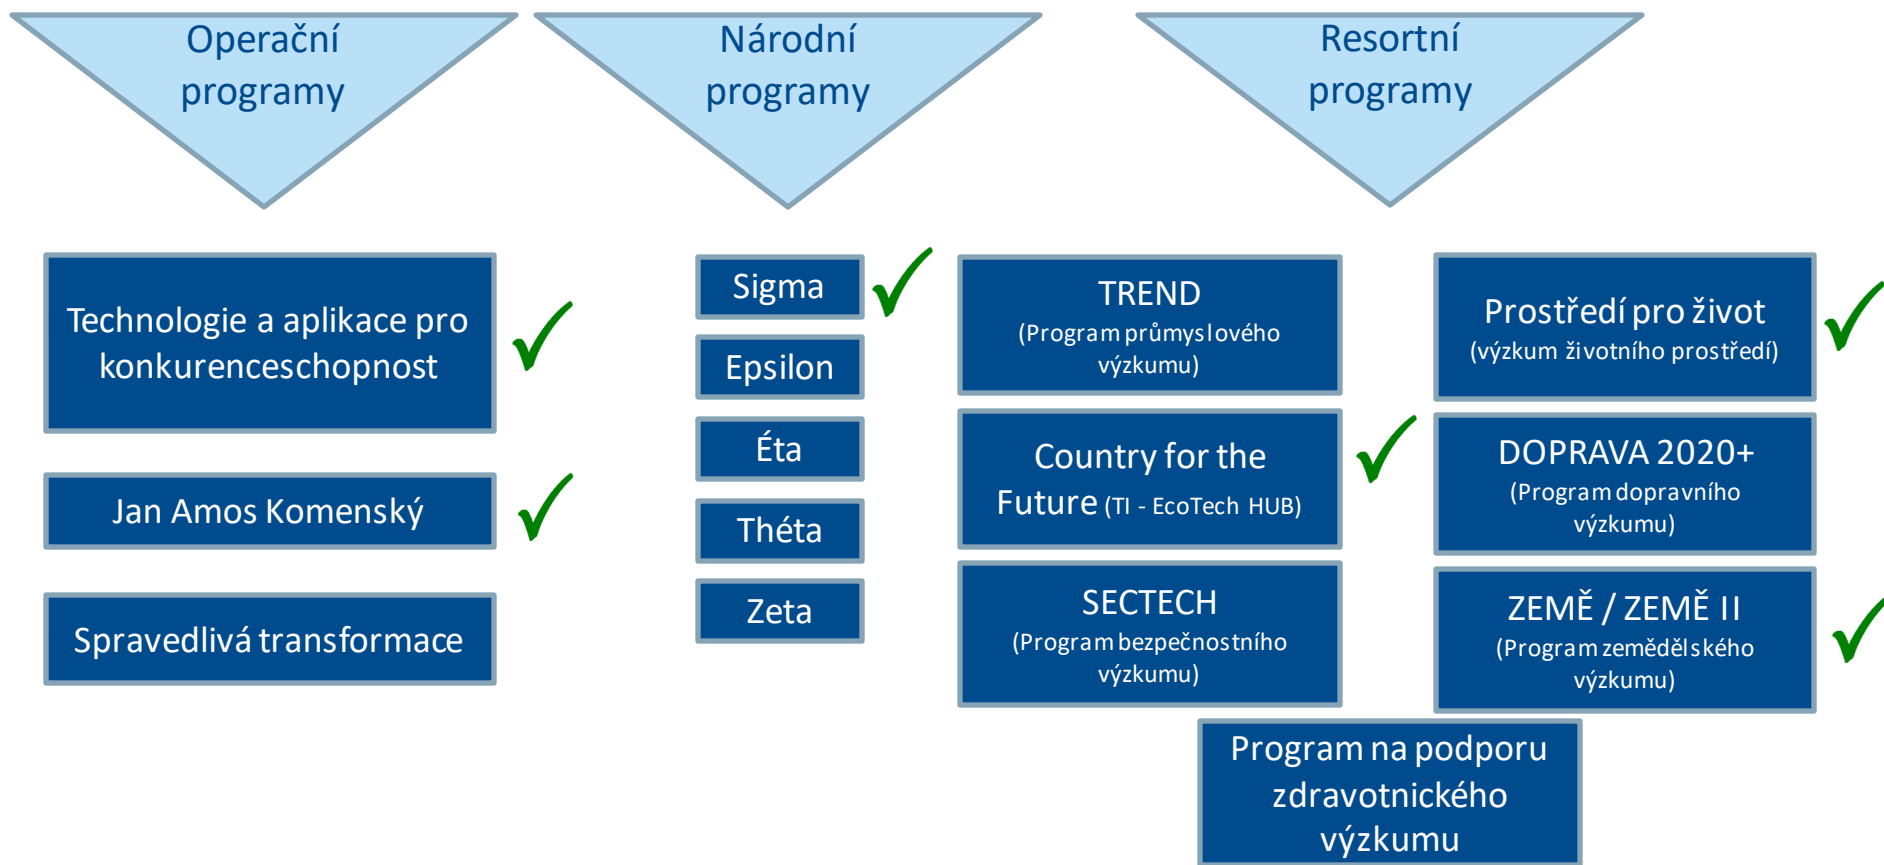 Operační
programy
Národní
programy
Resortní
programy
Technologie a aplikace pro
konkurenceschopnost
Jan Amos Komenský
Spravedlivá transformace
Sigma
Epsilon
Éta
Théta
Zeta
TREND
(Program průmyslového
výzkumu)
Country for the
Future (TI - EcoTech HUB)
SECTECH
(Program bezpečnostního
výzkumu)
Prostředí pro život
(výzkum životního prostředí)
DOPRAVA 2020+
(Program dopravního
výzkumu)
ZEMĚ / ZEMĚ II
(Program zemědělského
výzkumu)
Program na podporu
zdravotnického
výzkumu